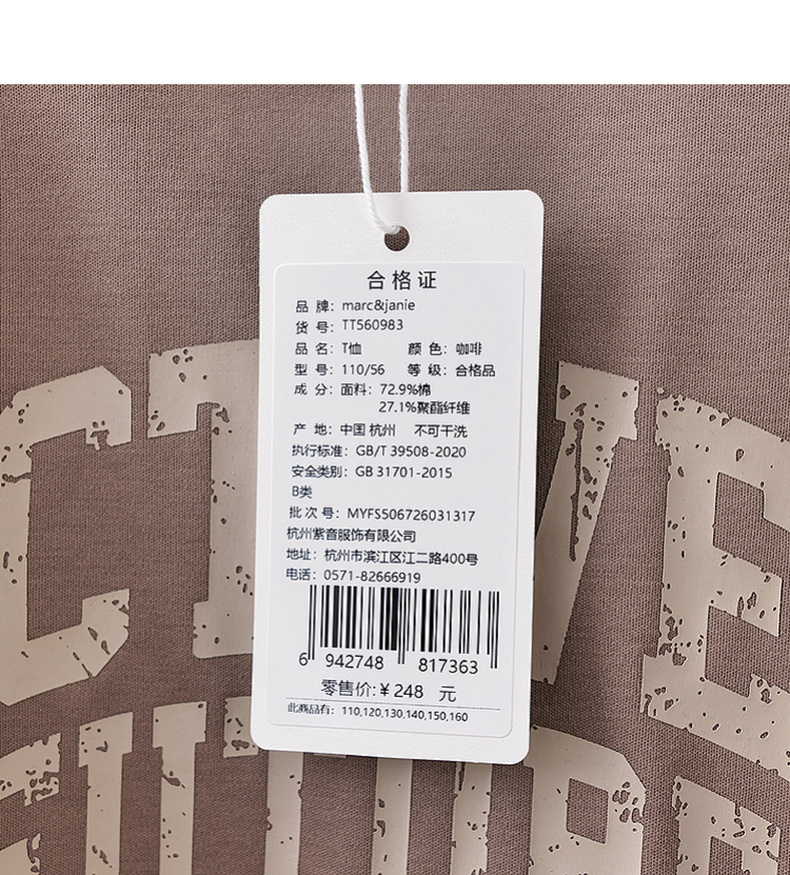 合格证
品 牌：marc&janie
货 号：TT560983
品 名：T恤 颜 色：咖啡
型 号：110/56 等 级：合格品
成 分：面料：72.9%棉
27.1%聚酯纤维
产 地：中国 杭州 不可干洗
执行标准：GB/T 39508-2020
安全类别：GB 31701-2015
B类
批 次 号：MYFS506726031317
杭州紫音服饰有限公司
地址：杭州市滨江区江二路400号
电话：0571-82666919
6 942748 817363
零售价:￥248 元
此商品有：110,120,130,140,150,160